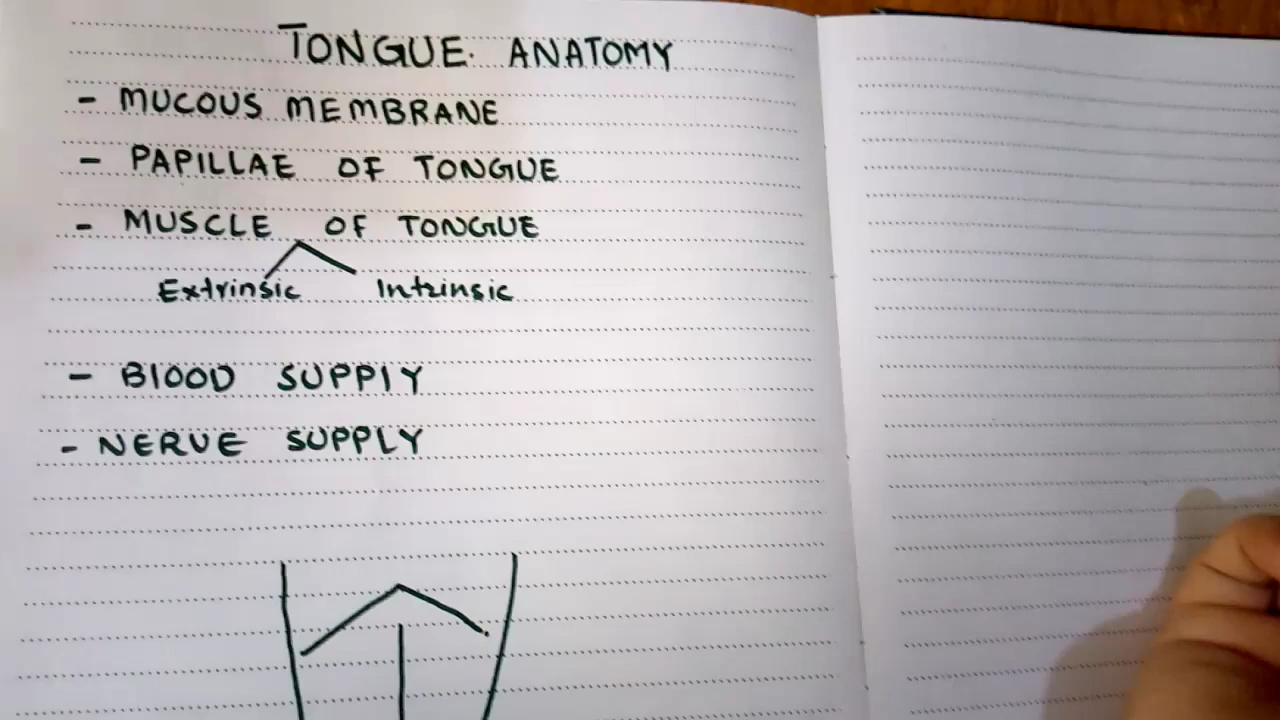 TONGUE. ANATOMY
- MUCOUS MEMBRANE
- PAPILLAE OF TONGUE
- MUSCLE OF TONGUE
Extrinsic Intrinsic
- BlOOD SUPPLY
- NERVE SUPPLY